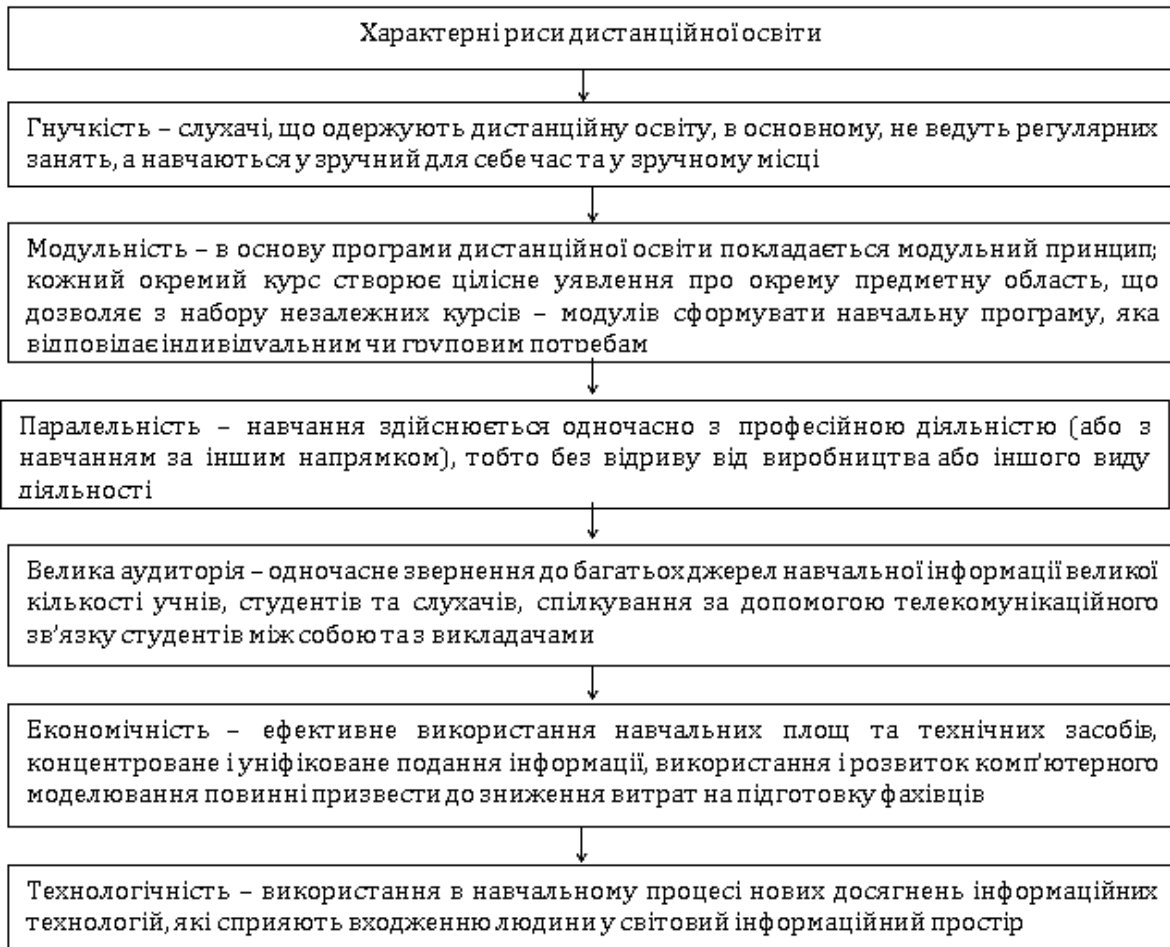 Характерні риси дистанційної освіти
Гнучкість – слухачі, що одержують дистанційну освіту, в основному, не ведуть регулярних
занять, а навчаються у зручний для себе час та у зручному місці
Модульність – в основу програми дистанційної освіти покладається модульний принцип;
кожний окремий курс створює цілісне уявлення про окрему предметну область, що
дозволяє з набору незалежних курсів – модулів сформувати навчальну програму, яка
відповідає індивідуальним чи груповим потребам
Паралельність – навчання здійснюється одночасно з професійною діяльністю (або з
навчанням за іншим напрямком), тобто без відриву від виробництва або іншого виду
діяльності
Велика аудиторія – одночасне звернення до багатьох джерел навчальної інформації великої
кількості учнів, студентів та слухачів, спілкування за допомогою телекомунікаційного
зв’язку студентів між собою та з викладачами
Економічність – ефективне використання навчальних площ та технічних засобів,
концентроване і уніфіковане подання інформації, використання і розвиток комп’ютерного
моделювання повинні призвести до зниження витрат на підготовку фахівців
Технологічність – використання в навчальному процесі нових досягнень інформаційних
технологій, які сприяють входженню людини у світовий інформаційний простір